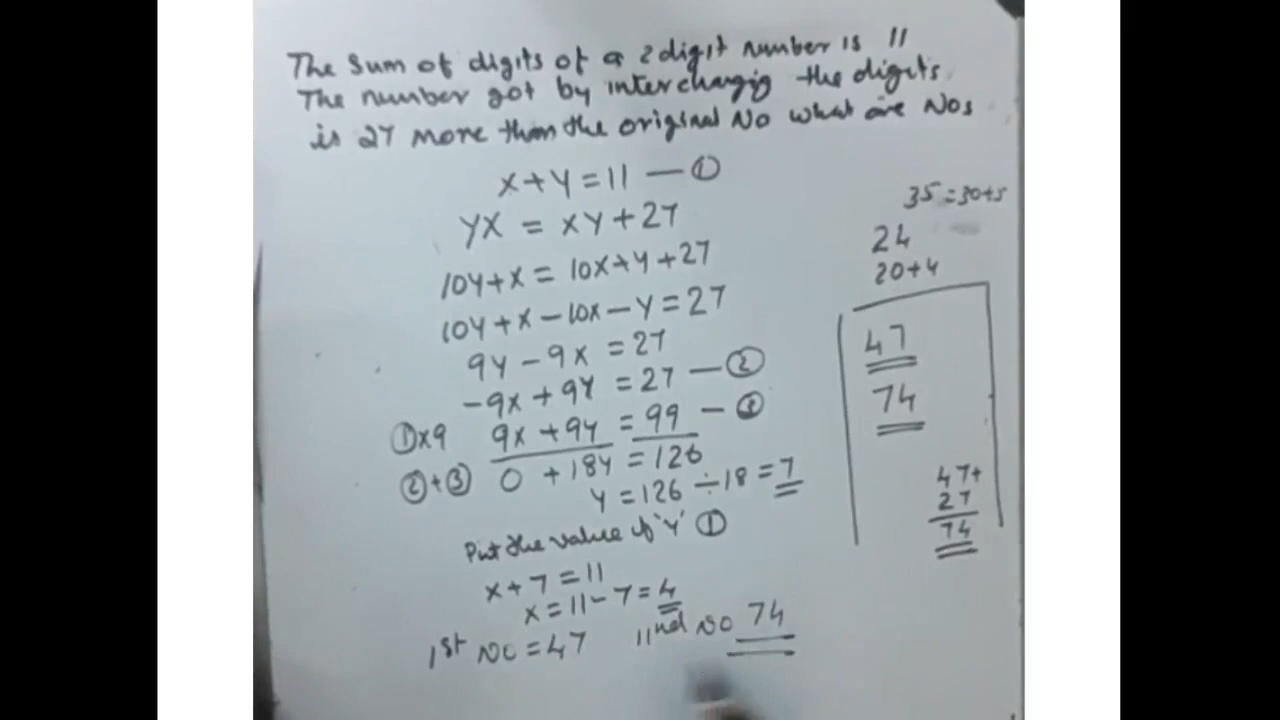 The Sum of digits of a 2 digit number is 11
The number got by interchangig the digits
is 27 more than the original No what are Nos
x+y=11 — ①
yx = xy+27
10y+x = 10x+y+27
10y+x-10x-y=27
9y-9x = 27
-9x+9y = 27 — ②
①x9 9x+9y = 99 — ③
②+③ 0 +18y = 126
y = 126 ÷ 18 = 7
Put the value of 'y' ①
x+7=11
x=11-7=4
1st No = 47 IInd No 74
35=30+5
24
20+4
47
74
47+
27
74